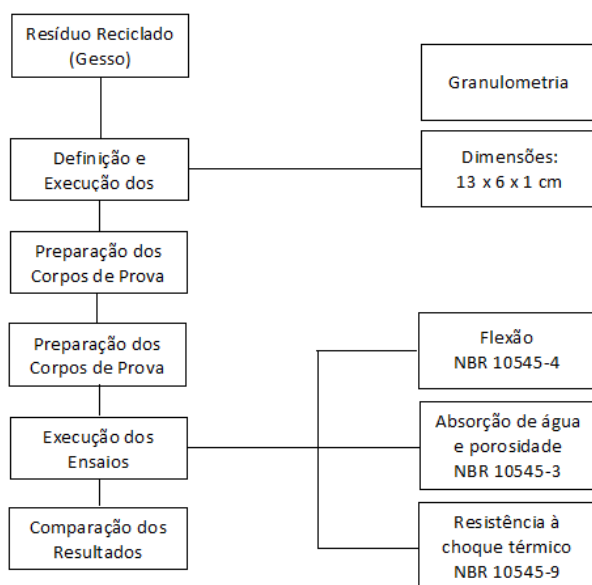 Resíduo Reciclado
(Gesso)
Granulometria
Definição e
Execução dos
Dimensões:
13 x 6 x 1 cm
Preparação dos
Corpos de Prova
Preparação dos
Corpos de Prova
Flexão
NBR 10545-4
Execução dos
Ensaios
Absorção de água
e porosidade
NBR 10545-3
Comparação dos
Resultados
Resistência à
choque térmico
NBR 10545-9